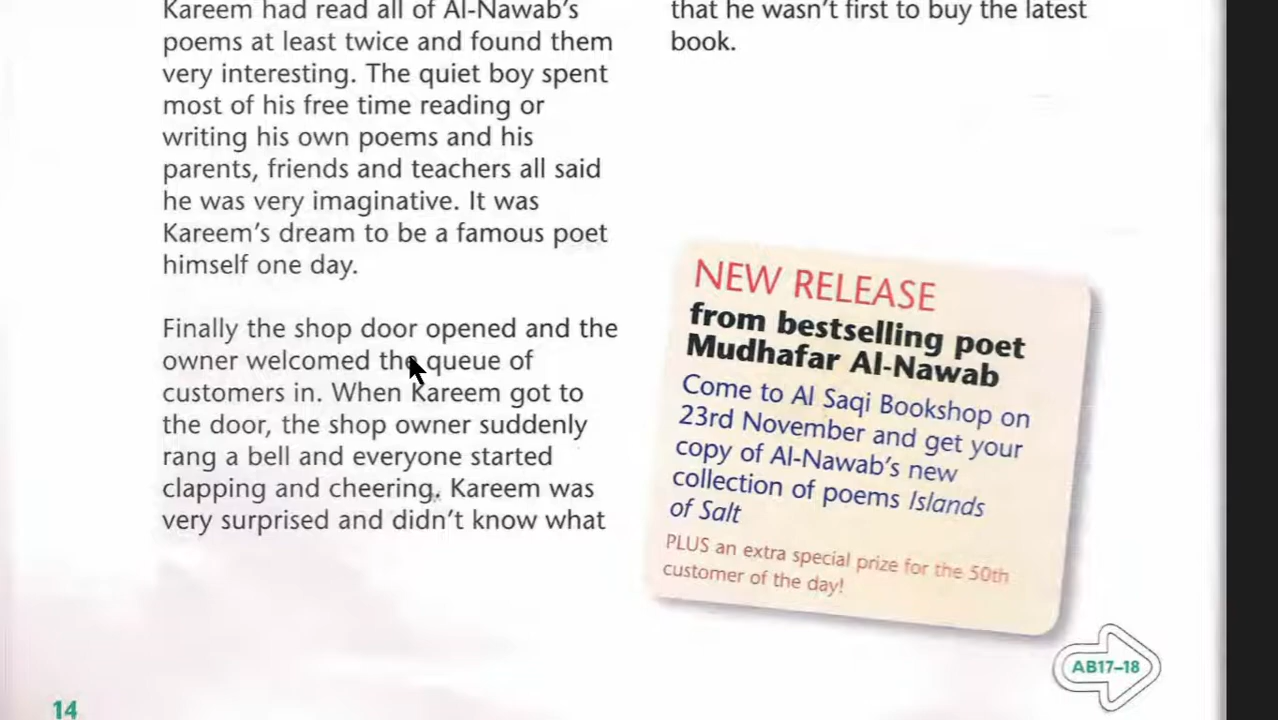 Kareem had read all of Al-Nawab's
poems at least twice and found them
very interesting. The quiet boy spent
most of his free time reading or
writing his own poems and his
parents, friends and teachers all said
he was very imaginative. It was
Kareem's dream to be a famous poet
himself one day.
Finally the shop door opened and the
owner welcomed the queue of
customers in. When Kareem got to
the door, the shop owner suddenly
rang a bell and everyone started
clapping and cheering. Kareem was
very surprised and didn't know what
that he wasn't first to buy the latest
book.
NEW RELEASE
from bestselling poet
Mudhafar Al-Nawab
Come to Al Saqi Bookshop on
23rd November and get your
copy of Al-Nawab's new
collection of poems Islands
of Salt
PLUS an extra special prize for the 50th
customer of the day!
AB17–18
14